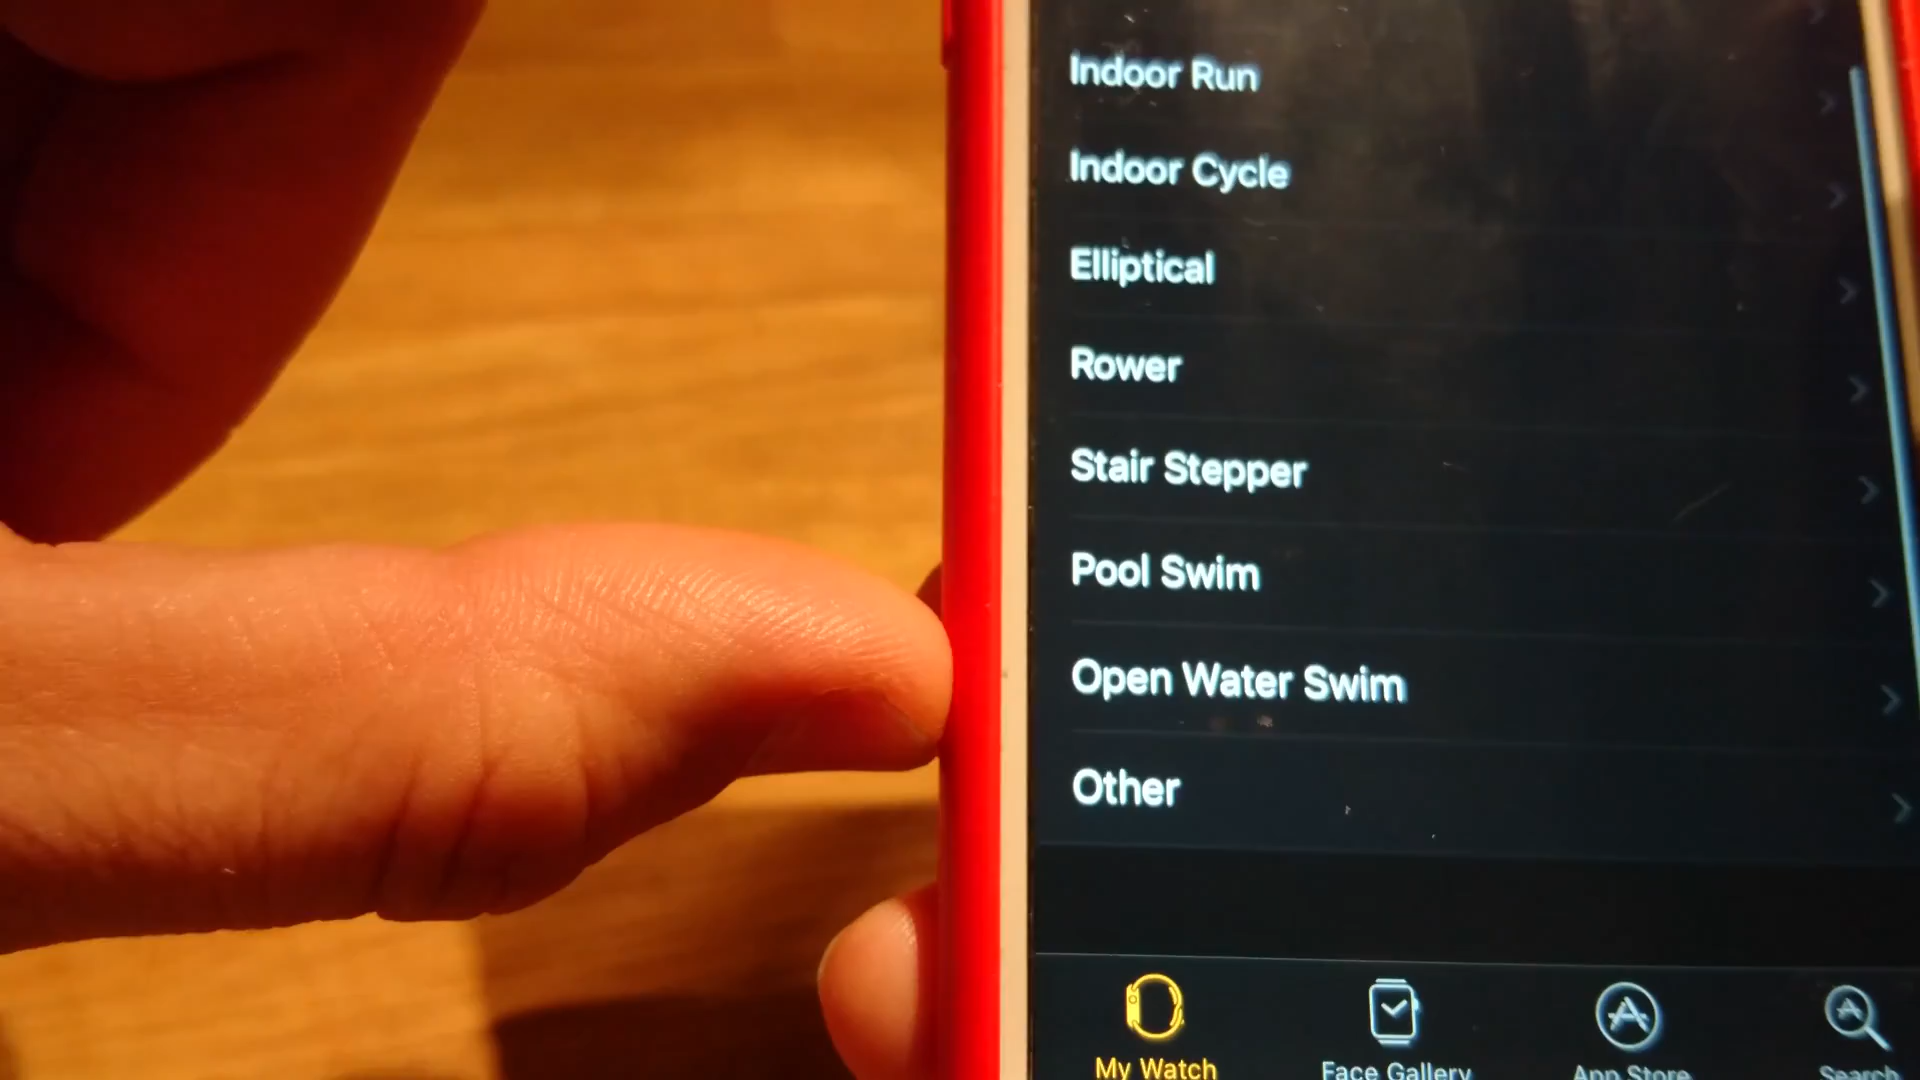 Indoor Run
Indoor Cycle
Elliptical
Rower
Stair Stepper
Pool Swim
Open Water Swim
Other
My Watch
Face Gallery
App Store
Search